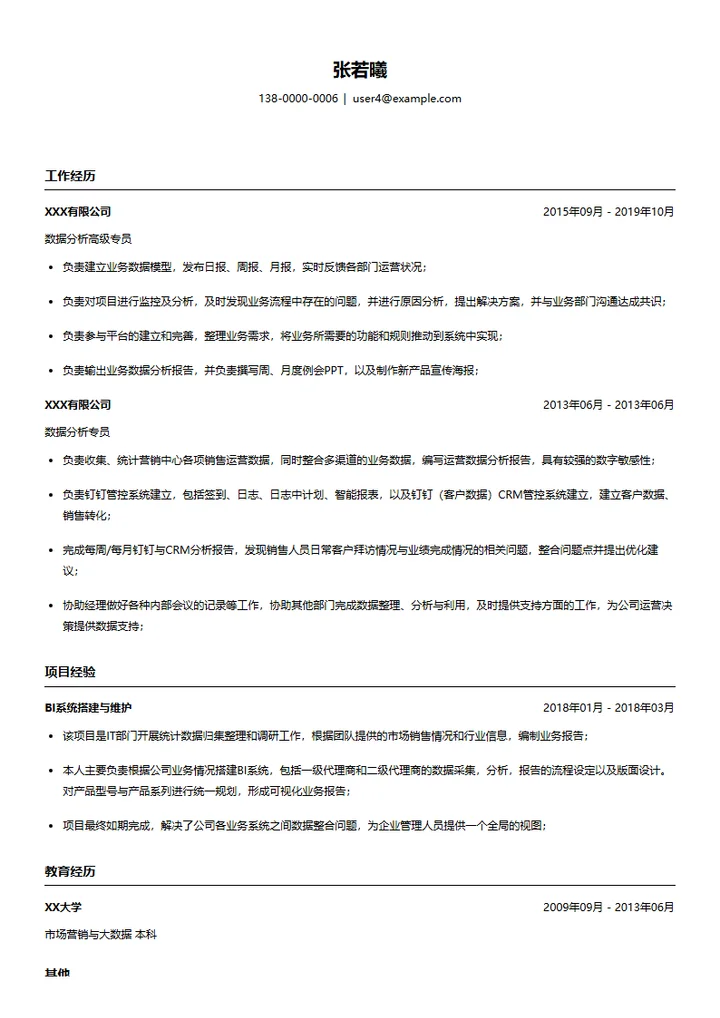 张若曦
138-0000-0006 | user4@example.com
工作经历
XXX有限公司 2015年09月 - 2019年10月
数据分析高级专员
• 负责建立业务数据模型，发布日报、周报、月报，实时反馈各部门运营状况；
• 负责对项目进行监控及分析，及时发现业务流程中存在的问题，并进行原因分析，提出解决方案，并与业务部门沟通达成共识；
• 负责参与平台的建立和完善，整理业务需求，将业务所需要的功能和规则推动到系统中实现；
• 负责输出业务数据分析报告，并负责撰写周、月度例会PPT，以及制作新产品宣传海报；
XXX有限公司 2013年06月 - 2013年06月
数据分析专员
• 负责收集、统计营销中心各项销售运营数据，同时整合多渠道的业务数据，编写运营数据分析报告，具有较强的数字敏感性；
• 负责钉钉管控系统建立，包括签到、日志、日志中计划、智能报表，以及钉钉（客户数据）CRM管控系统建立，建立客户数据、
销售转化；
• 完成每周/每月钉钉与CRM分析报告，发现销售人员日常客户拜访情况与业绩完成情况的相关问题，整合问题点并提出优化建
议；
• 协助经理做好各种内部会议的记录等工作，协助其他部门完成数据整理、分析与利用，及时提供支持方面的工作，为公司运营决
策提供数据支持；
项目经验
BI系统搭建与维护 2018年01月 - 2018年03月
• 该项目是IT部门开展统计数据归集整理和调研工作，根据团队提供的市场销售情况和行业信息，编制业务报告；
• 本人主要负责根据公司业务情况搭建BI系统，包括一级代理商和二级代理商的数据采集，分析，报告的流程设定以及版面设计。
对产品型号与产品系列进行统一规划，形成可视化业务报告；
• 项目最终如期完成，解决了公司各业务系统之间数据整合问题，为企业管理人员提供一个全局的视图；
教育经历
XX大学 2009年09月 - 2013年06月
市场营销与大数据 本科
其他